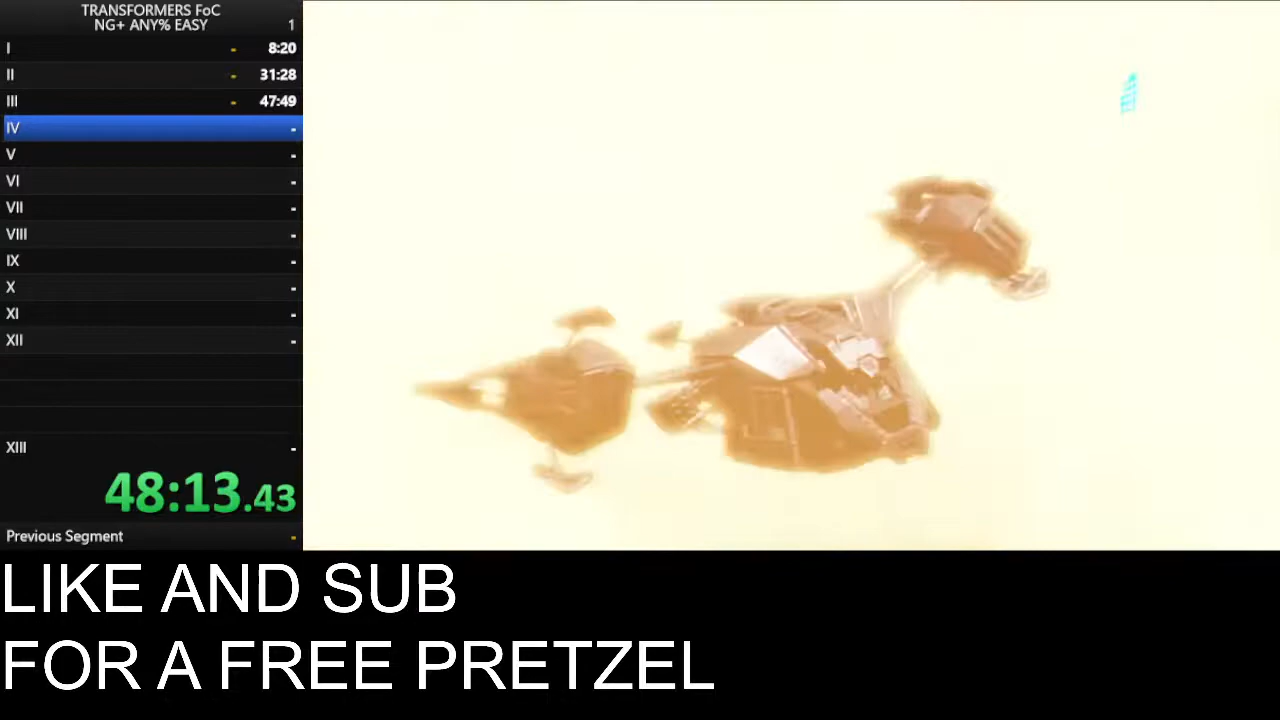 TRANSFORMERS FoC
NG+ ANY% EASY 1
I - 8:20
II - 31:28
III - 47:49
IV -
V -
VI -
VII -
VIII -
IX -
X -
XI -
XII -
XIII -
48:13.43
Previous Segment -
LIKE AND SUB
FOR A FREE PRETZEL